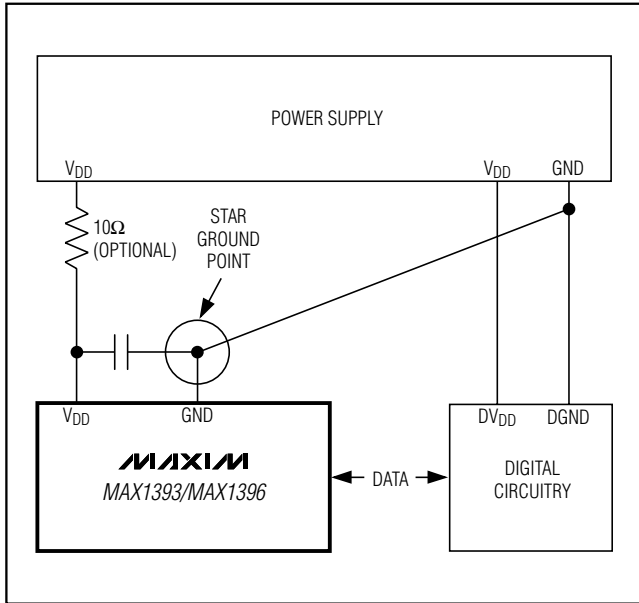 POWER SUPPLY
VDD
VDD
GND
10Ω
(OPTIONAL)
STAR
GROUND
POINT
VDD
GND
MAXIM
MAX1393/MAX1396
DATA
DVDD
DGND
DIGITAL
CIRCUITRY